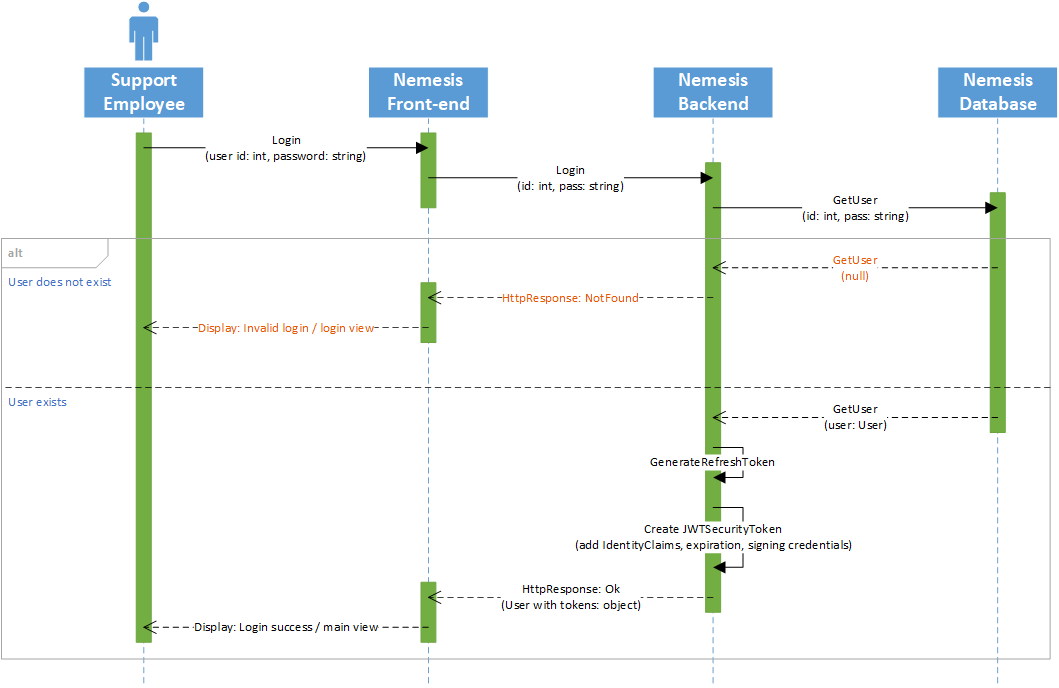 Support
Employee
Nemesis
Front-end
Nemesis
Backend
Nemesis
Database
Login
(user id: int, password: string)
Login
(id: int, pass: string)
GetUser
(id: int, pass: string)
alt
User does not exist
GetUser
(null)
HttpResponse: NotFound
Display: Invalid login / login view
User exists
GetUser
(user: User)
GenerateRefreshToken
Create JWTSecurityToken
(add IdentityClaims, expiration, signing credentials)
HttpResponse: Ok
(User with tokens: object)
Display: Login success / main view